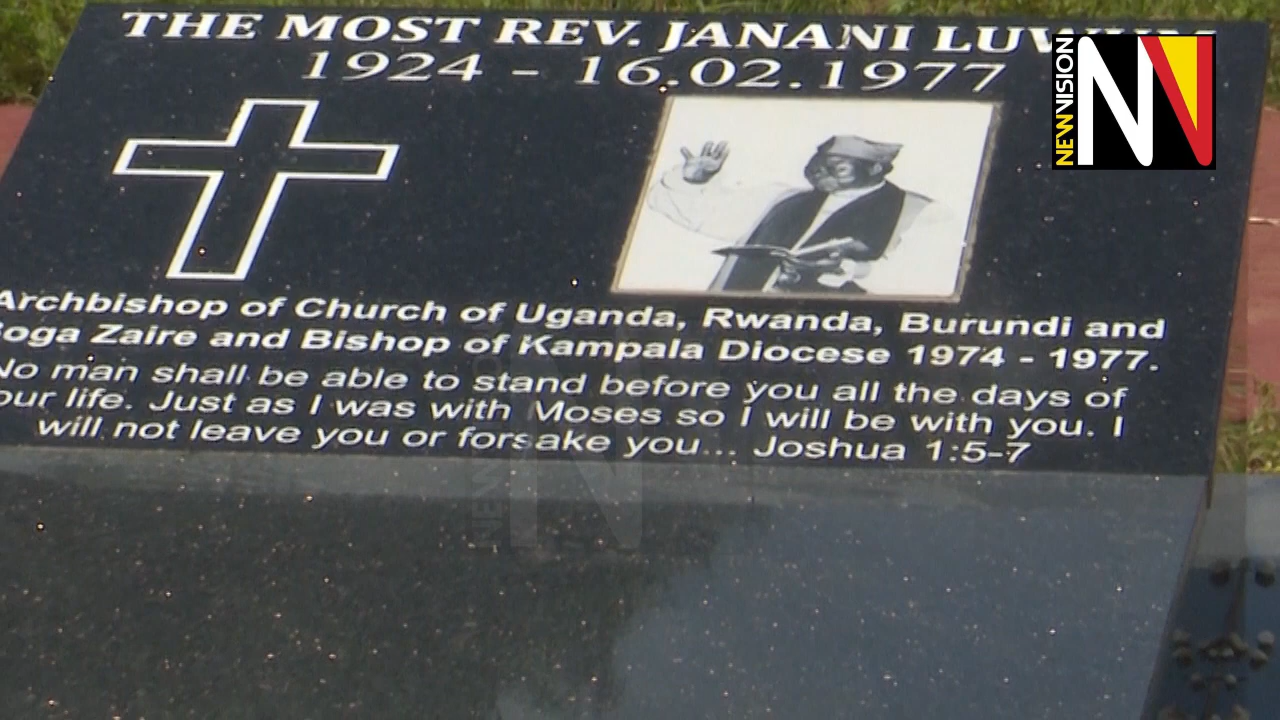 THE MOST REV. JANANI
1924 - 16.02.1977
NEW VISION
Archbishop of Church of Uganda, Rwanda, Burundi and
Zaire and Bishop of Kampala Diocese 1974 - 1977.
No man shall be able to stand before you all the days of
our life. Just as I was with Moses so I will be with you. I
will not leave you or forsake you... Joshua 1:5-7